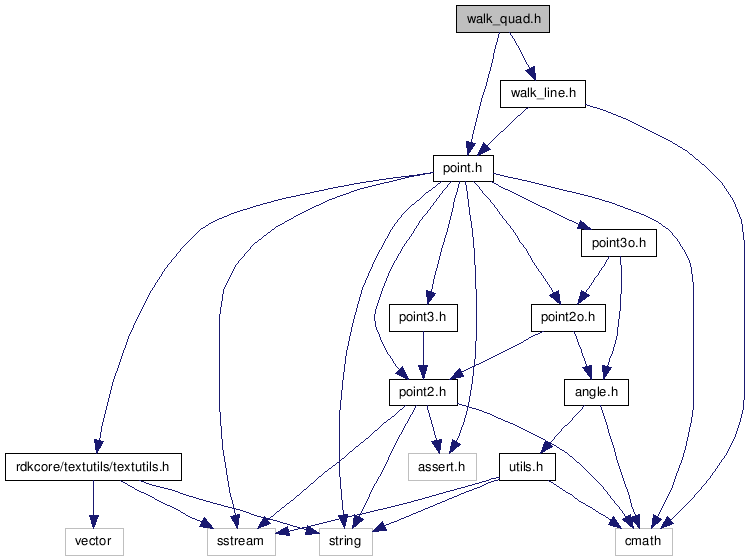 walk_quad.h
walk_line.h
point.h
point3o.h
point3.h
point2o.h
point2.h
angle.h
rdkcore/textutils/textutils.h
assert.h
utils.h
vector
sstream
string
cmath